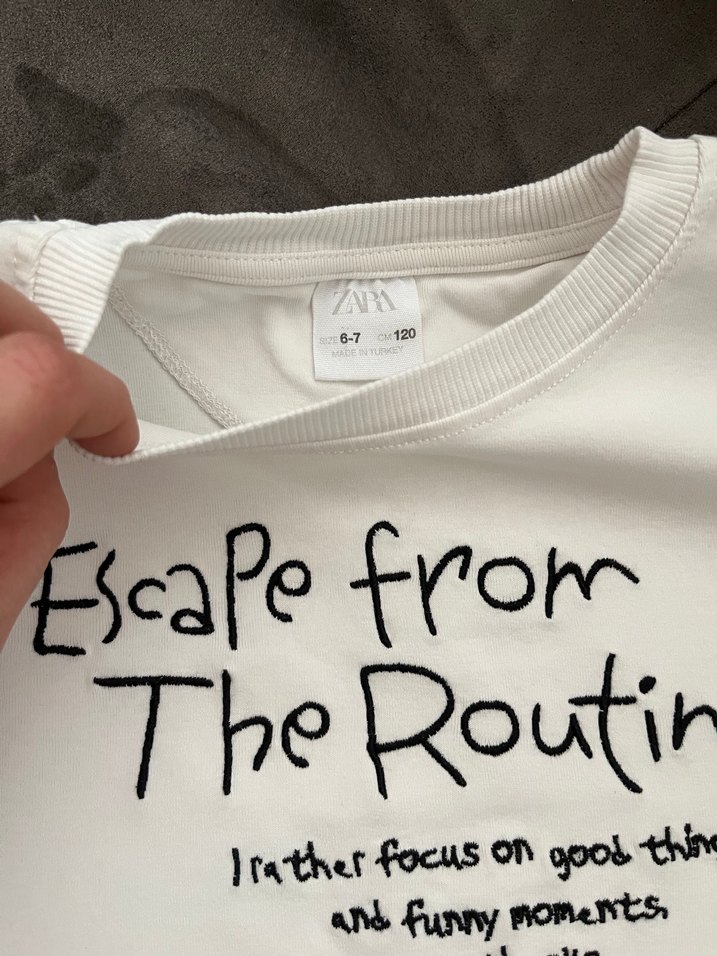 ZARA
SIZE 6-7 CM 120
MADE IN TURKEY
Escape from
The Routin
I rather focus on good thin
and funny moments,